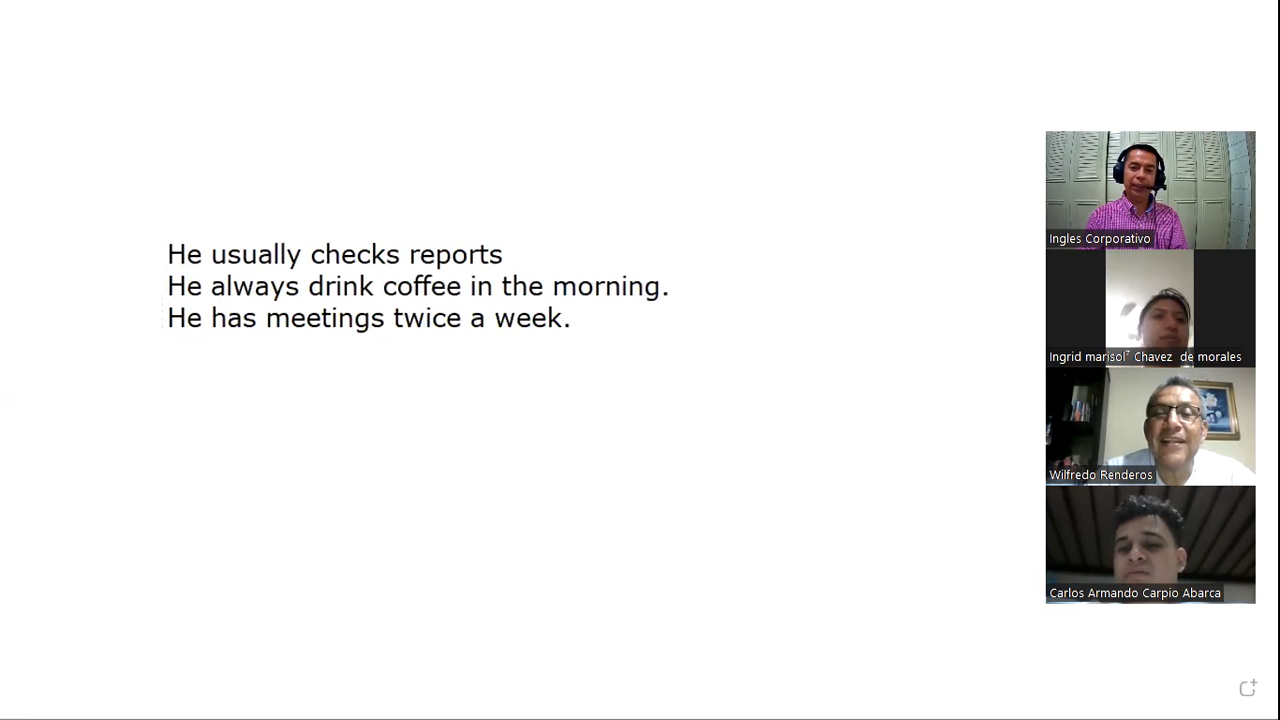 He usually checks reports
He always drink coffee in the morning.
He has meetings twice a week.
Ingles Corporativo
Ingrid marisol⁷ Chavez de morales
Wilfredo Renderos
Carlos Armando Carpio Abarca